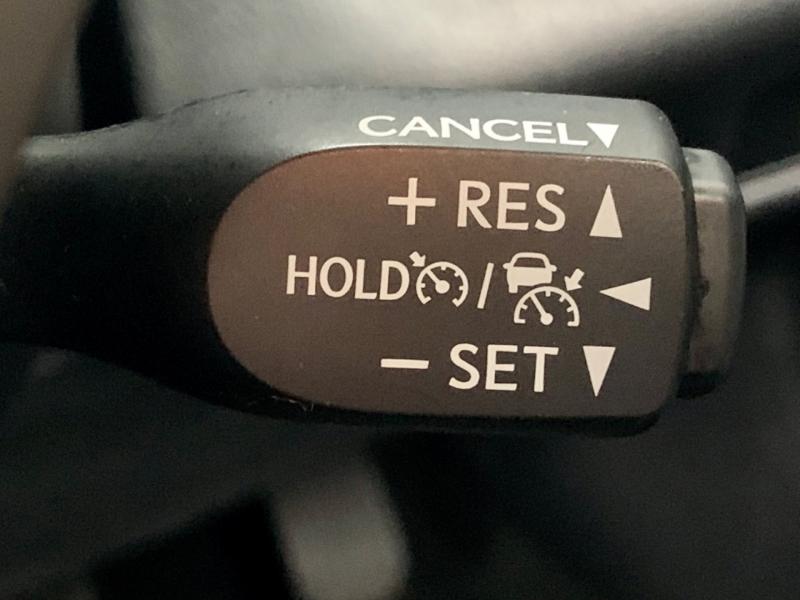 CANCEL▼
+ RES ▲
HOLD / ◀
− SET ▼